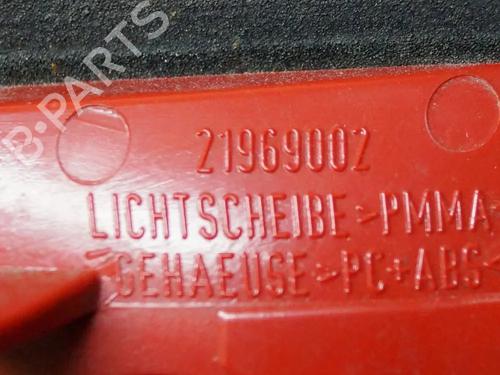 B-PARTS
21969002
LICHTSCHEIBE >PMMA<
GEHAEUSE >PC+ABS<